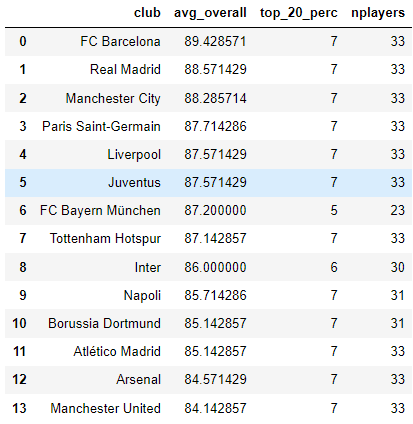 club avg_overall top_20_perc nplayers
0 FC Barcelona 89.428571 7 33
1 Real Madrid 88.571429 7 33
2 Manchester City 88.285714 7 33
3 Paris Saint-Germain 87.714286 7 33
4 Liverpool 87.571429 7 33
5 Juventus 87.571429 7 33
6 FC Bayern München 87.200000 5 23
7 Tottenham Hotspur 87.142857 7 33
8 Inter 86.000000 6 30
9 Napoli 85.714286 7 31
10 Borussia Dortmund 85.142857 7 31
11 Atlético Madrid 85.142857 7 33
12 Arsenal 84.571429 7 33
13 Manchester United 84.142857 7 33